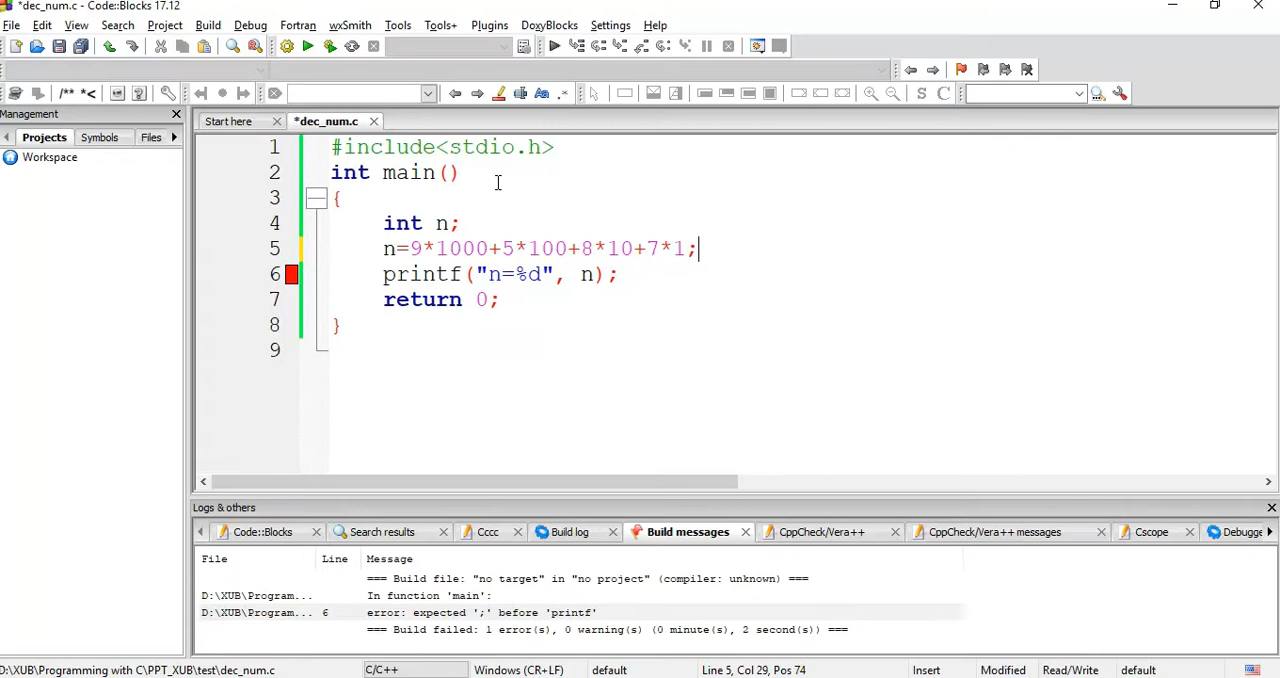 *dec_num.c - Code::Blocks 17.12
File Edit View Search Project Build Debug Fortran wxSmith Tools Tools+ Plugins DoxyBlocks Settings Help
/** *<
S C
Management
Start here
*dec_num.c
Projects Symbols Files
Workspace
1 #include<stdio.h>
2 int main()
3 {
4 int n;
5 n=9*1000+5*100+8*10+7*1;
6 printf("n=%d", n);
7 return 0;
8 }
9
Logs & others
Code::Blocks Search results Cccc Build log Build messages CppCheck/Vera++ CppCheck/Vera++ messages Cscope Debugge
File Line Message
=== Build file: "no target" in "no project" (compiler: unknown) ===
D:\XUB\Program... In function 'main':
D:\XUB\Program... 6 error: expected ';' before 'printf'
=== Build failed: 1 error(s), 0 warning(s) (0 minute(s), 2 second(s)) ===
D:\XUB\Programming with C\PPT_XUB\test\dec_num.c C/C++ Windows (CR+LF) default Line 5, Col 29, Pos 74 Insert Modified Read/Write default